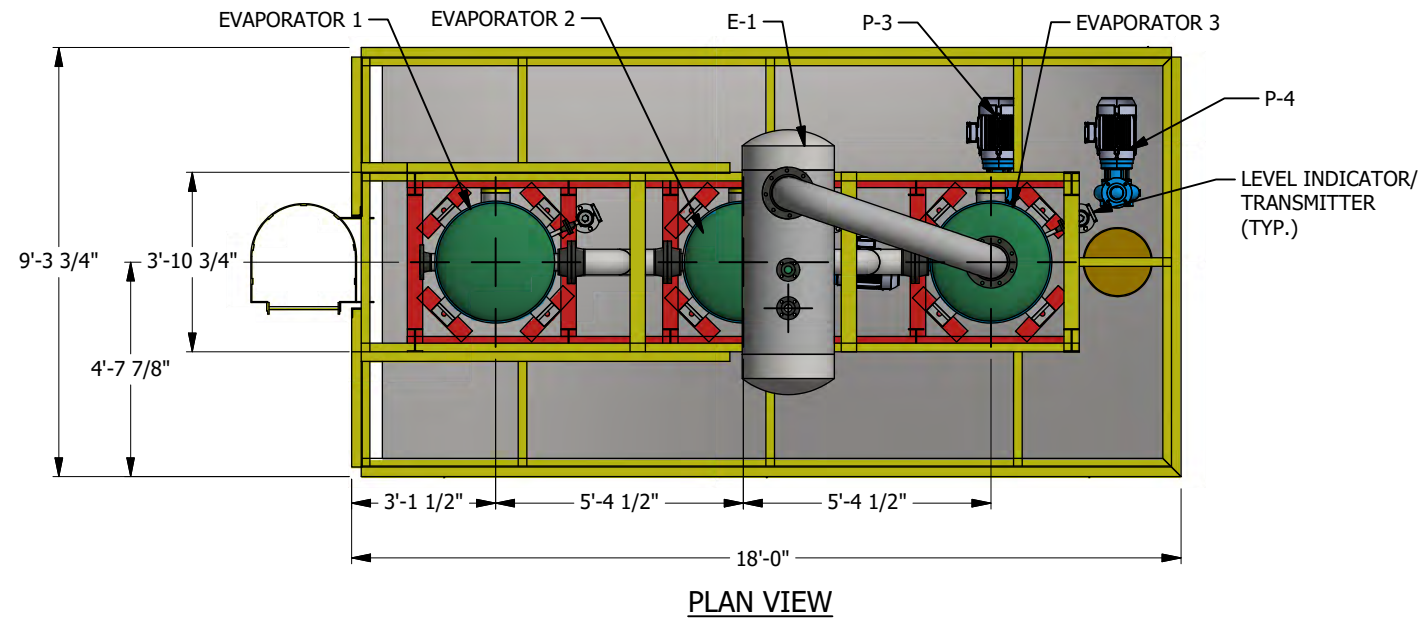 EVAPORATOR 1
EVAPORATOR 2
E-1
P-3
EVAPORATOR 3
P-4
LEVEL INDICATOR/
TRANSMITTER
(TYP.)
9'-3 3/4"
3'-10 3/4"
4'-7 7/8"
3'-1 1/2"
5'-4 1/2"
5'-4 1/2"
18'-0"
PLAN VIEW